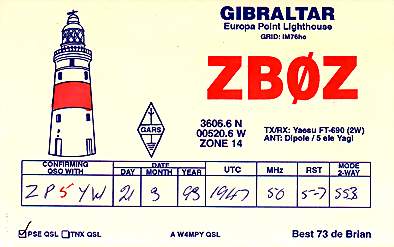 GIBRALTAR
Europa Point Lighthouse
GRID: IM76hc
ZBØZ
GARS
3606.6 N
00520.6 W
ZONE 14
TX/RX: Yaesu FT-690 (2W)
ANT: Dipole / 5 ele Yagi
CONFIRMING QSO WITH DATE DAY MONTH YEAR UTC MHz RST MODE 2-WAY
ZP5YW 21 3 93 1947 50 5-7 SSB
PSE QSL TNX QSL A W4MPY QSL Best 73 de Brian